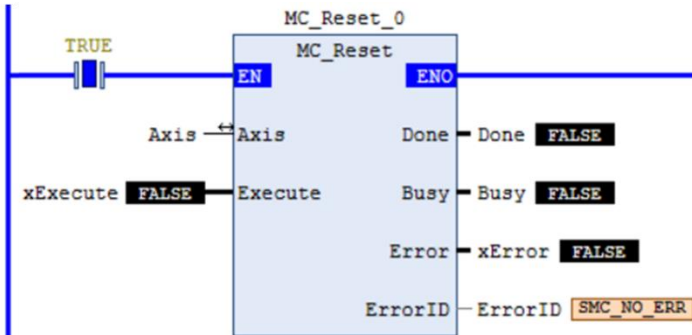 MC_Reset_0
TRUE
MC_Reset
EN ENO
Axis Axis Done Done FALSE
xExecute FALSE Execute Busy Busy FALSE
Error xError FALSE
ErrorID ErrorID SMC_NO_ERR